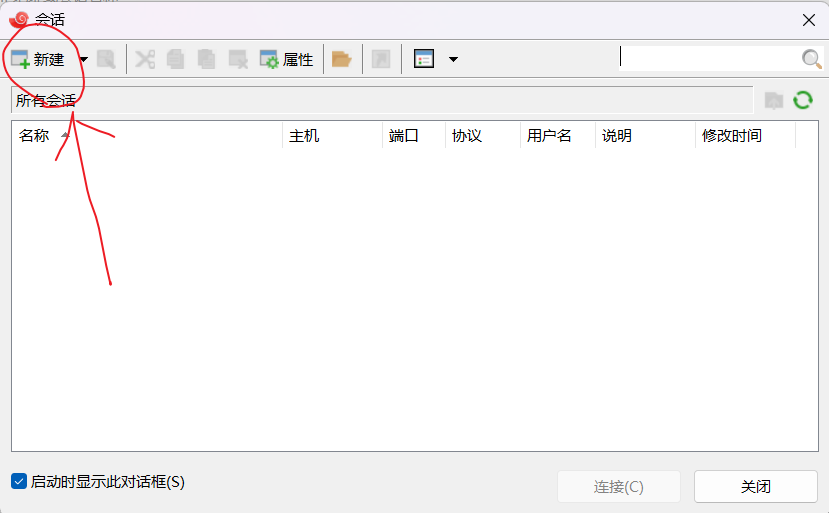 会话
新建
属性
所有会话
名称 主机 端口 协议 用户名 说明 修改时间
启动时显示此对话框(S)
连接(C) 关闭